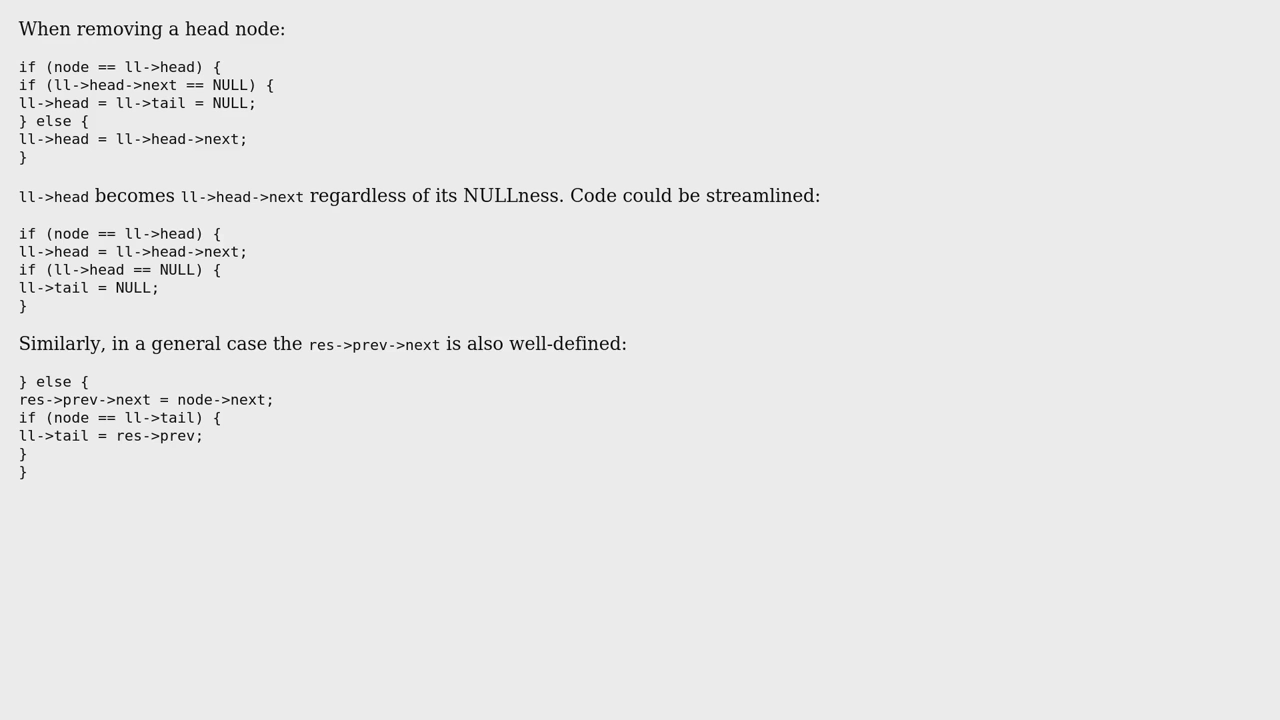 When removing a head node:
if (node == ll->head) {
if (ll->head->next == NULL) {
ll->head = ll->tail = NULL;
} else {
ll->head = ll->head->next;
}
ll->head becomes ll->head->next regardless of its NULLness. Code could be streamlined:
if (node == ll->head) {
ll->head = ll->head->next;
if (ll->head == NULL) {
ll->tail = NULL;
}
Similarly, in a general case the res->prev->next is also well-defined:
} else {
res->prev->next = node->next;
if (node == ll->tail) {
ll->tail = res->prev;
}
}